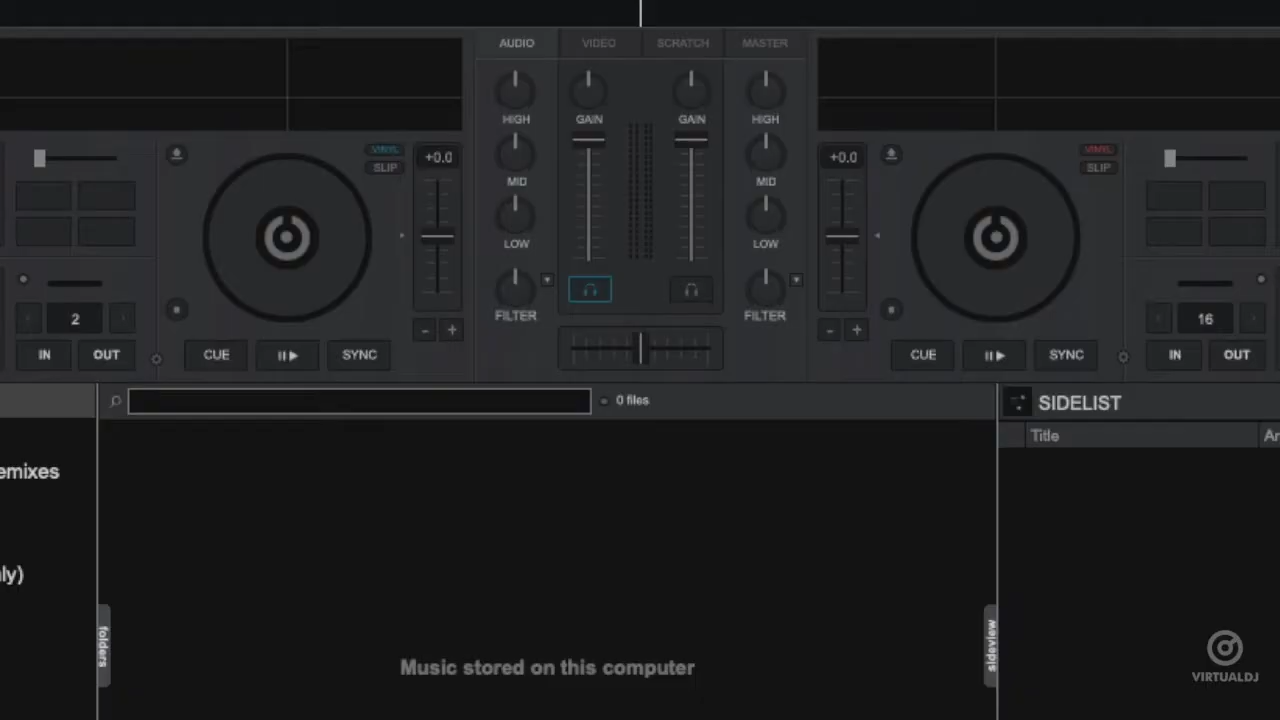 AUDIO VIDEO SCRATCH MASTER
HIGH GAIN GAIN HIGH
VINYL +0.0 +0.0 VINYL
SLIP SLIP
MID MID
LOW LOW
FILTER FILTER
2 16
- + - +
IN OUT CUE SYNC CUE SYNC IN OUT
0 files
SIDELIST
Title Ar
emixes
nly)
folders
sideview
Music stored on this computer
VIRTUALDJ